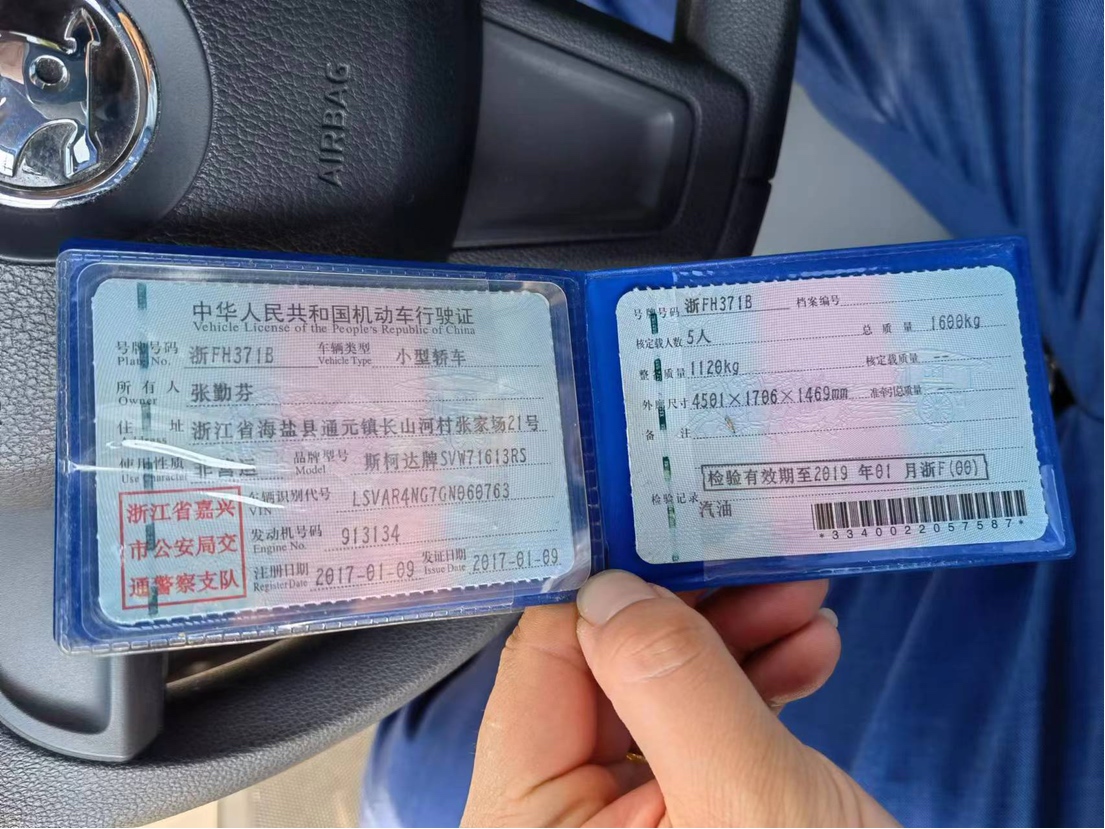 AIRBAG
中华人民共和国机动车行驶证
Vehicle License of the People's Republic of China
号牌号码 浙FH371B 车辆类型 小型轿车
Plate No. Vehicle Type
所有人 张勤芬
Owner
住址 浙江省海盐县通元镇长山河村张家场21号
使用性质 非营运 品牌型号 斯柯达牌SVW71613RS
Use Character Model
车辆识别代号 LSVAR4NG7GN060763
VIN
发动机号码 913134
Engine No.
注册日期 2017-01-09 发证日期 2017-01-09
Register Date Issue Date
浙江省嘉兴
市公安局交
通警察支队
号牌号码 浙FH371B 档案编号
核定载人数 5人 总质量 1600kg
整备质量 1120kg 核定载质量 --
外廓尺寸 4501×1706×1469mm 准牵引总质量 --
备注
检验有效期至2019年01月浙F(00)
检验记录
汽油
*3340022057587*